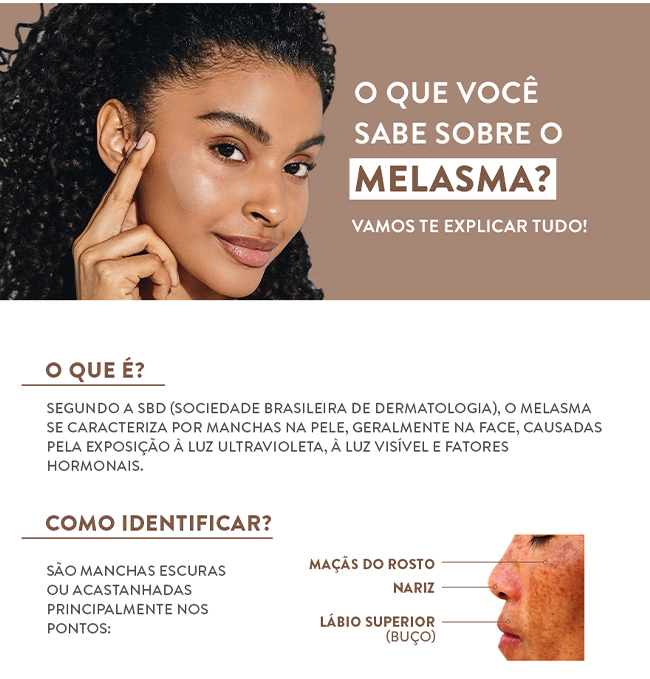 O QUE VOCÊ
SABE SOBRE O
MELASMA?
VAMOS TE EXPLICAR TUDO!
O QUE É?
SEGUNDO A SBD (SOCIEDADE BRASILEIRA DE DERMATOLOGIA), O MELASMA
SE CARACTERIZA POR MANCHAS NA PELE, GERALMENTE NA FACE, CAUSADAS
PELA EXPOSIÇÃO À LUZ ULTRAVIOLETA, À LUZ VISÍVEL E FATORES
HORMONAIS.
COMO IDENTIFICAR?
SÃO MANCHAS ESCURAS
OU ACASTANHADAS
PRINCIPALMENTE NOS
PONTOS:
MAÇÃS DO ROSTO
NARIZ
LÁBIO SUPERIOR
(BUÇO)